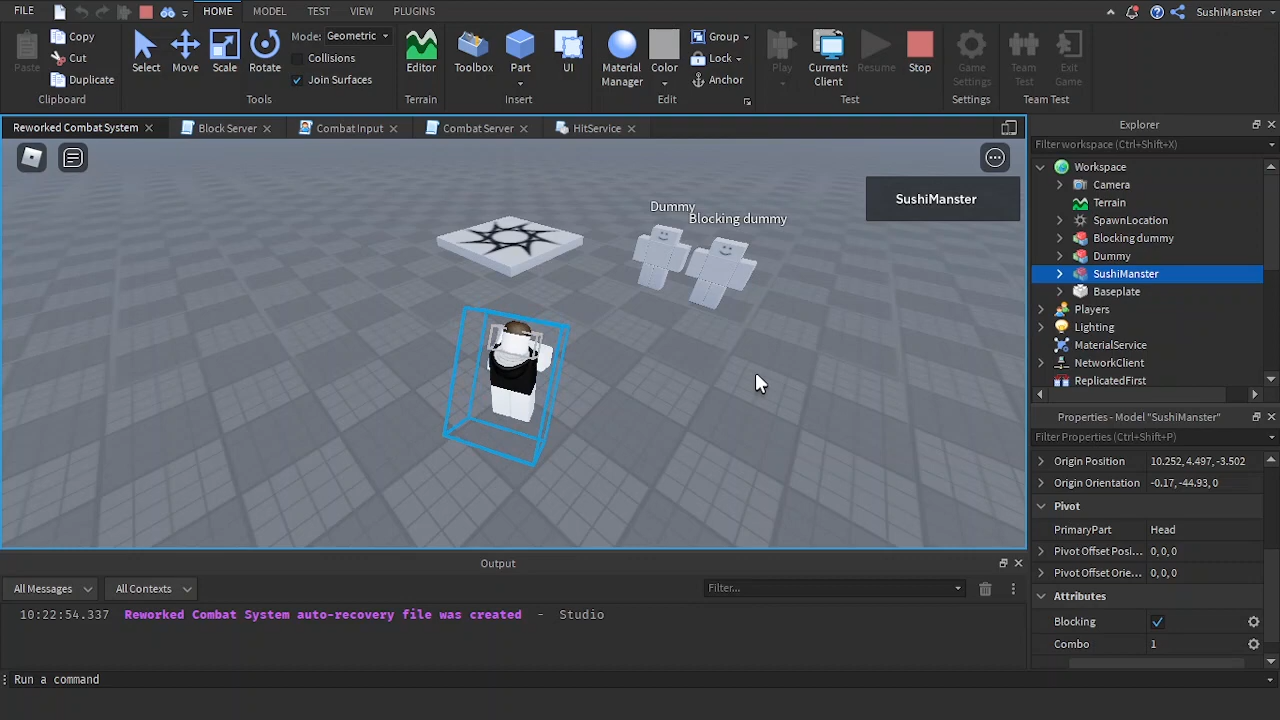 FILE
HOME
MODEL
TEST
VIEW
PLUGINS
SushiManster
Paste
Copy
Cut
Duplicate
Clipboard
Select
Move
Scale
Rotate
Mode: Geometric
Collisions
Join Surfaces
Tools
Editor
Terrain
Toolbox
Part
UI
Insert
Material Manager
Color
Group
Lock
Anchor
Edit
Play
Current: Client
Resume
Stop
Test
Game Settings
Settings
Team Test
Exit Game
Team Test
Reworked Combat System
Block Server
Combat Input
Combat Server
HitService
SushiManster
Dummy
Blocking dummy
Explorer
Filter workspace (Ctrl+Shift+X)
Workspace
Camera
Terrain
SpawnLocation
Blocking dummy
Dummy
SushiManster
Baseplate
Players
Lighting
MaterialService
NetworkClient
ReplicatedFirst
Properties - Model "SushiManster"
Filter Properties (Ctrl+Shift+P)
Origin Position 10.252, 4.497, -3.502
Origin Orientation -0.17, -44.93, 0
Pivot
PrimaryPart Head
Pivot Offset Posi... 0, 0, 0
Pivot Offset Orie... 0, 0, 0
Attributes
Blocking
Combo 1
Output
All Messages
All Contexts
Filter...
10:22:54.337 Reworked Combat System auto-recovery file was created - Studio
Run a command